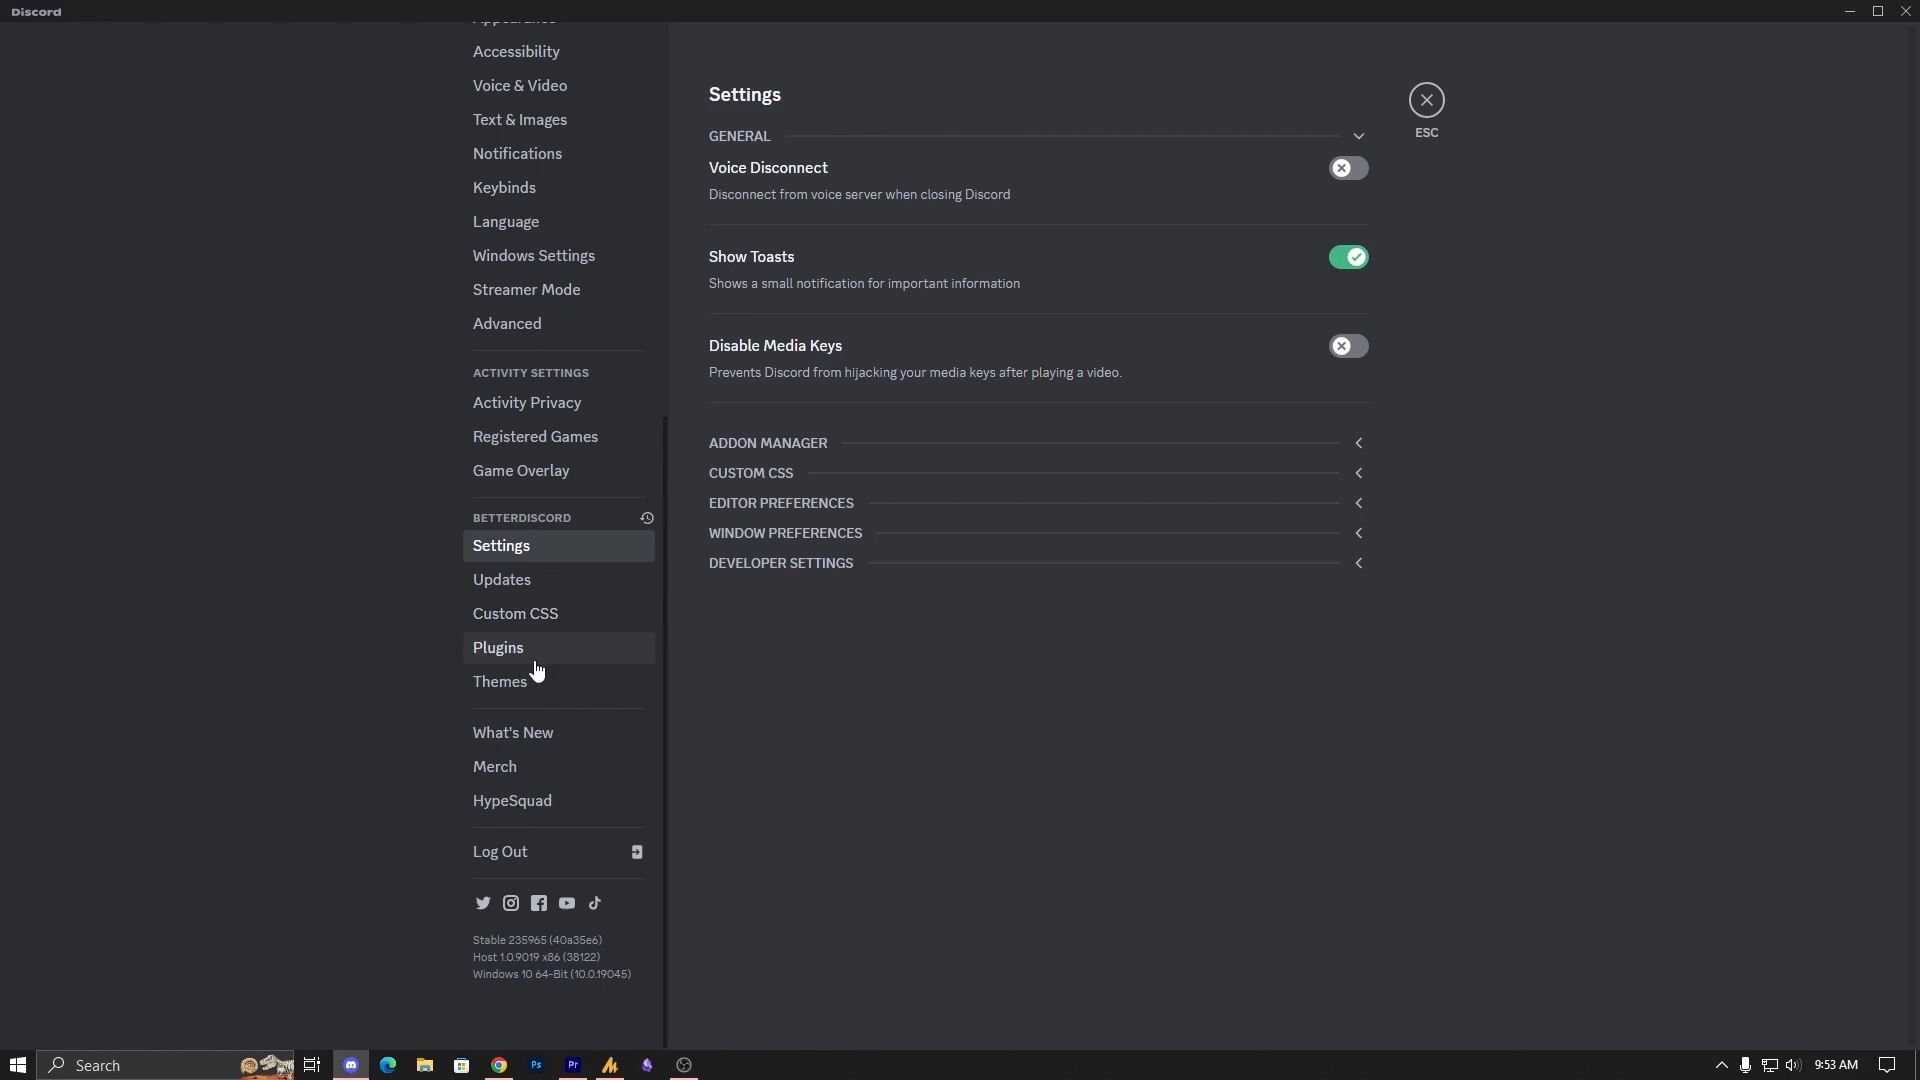 Discord
Appearance
Accessibility
Voice & Video
Text & Images
Notifications
Keybinds
Language
Windows Settings
Streamer Mode
Advanced
ACTIVITY SETTINGS
Activity Privacy
Registered Games
Game Overlay
BETTERDISCORD
Settings
Updates
Custom CSS
Plugins
Themes
What's New
Merch
HypeSquad
Log Out
Stable 235965 (40a35e6)
Host 1.0.9019 x86 (38122)
Windows 10 64-Bit (10.0.19045)
Settings
ESC
GENERAL
Voice Disconnect
Disconnect from voice server when closing Discord
Show Toasts
Shows a small notification for important information
Disable Media Keys
Prevents Discord from hijacking your media keys after playing a video.
ADDON MANAGER
CUSTOM CSS
EDITOR PREFERENCES
WINDOW PREFERENCES
DEVELOPER SETTINGS
Search
Ps
Pr
9:53 AM